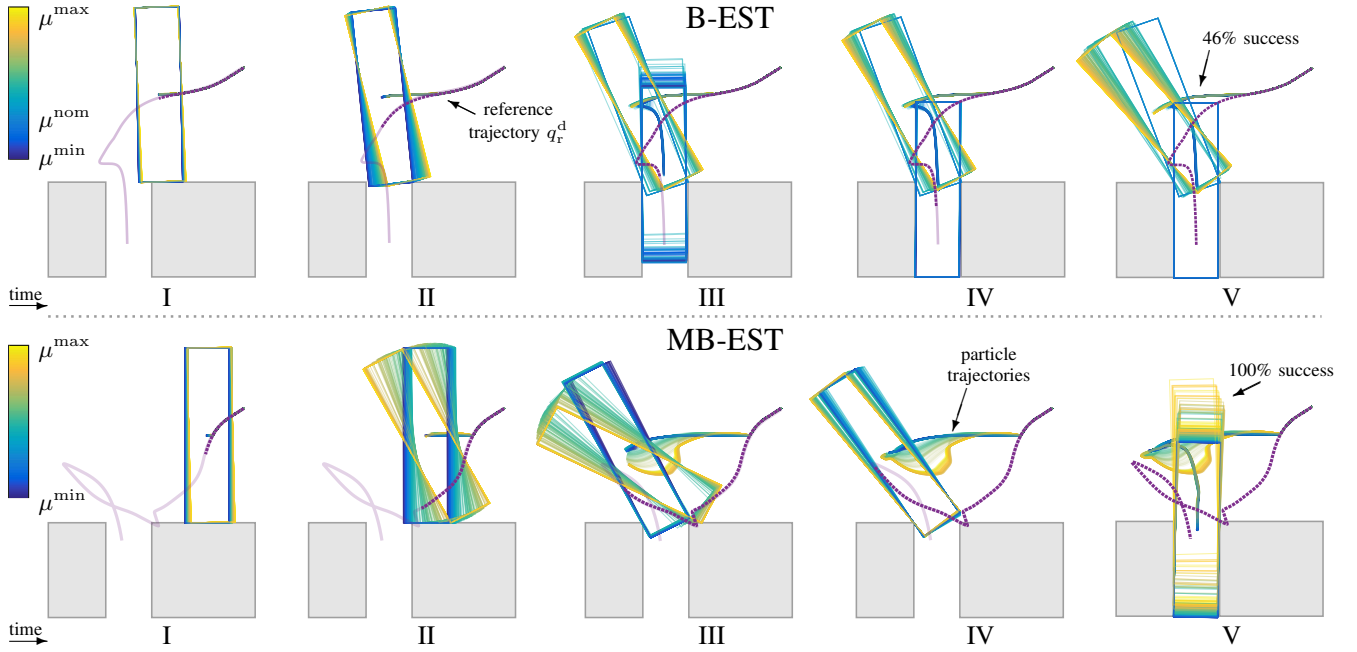 B-EST
μ^max
μ^nom
μ^min
reference
trajectory q_r^d
46% success
time
I
II
III
IV
V
MB-EST
μ^max
μ^min
particle
trajectories
100% success
time
I
II
III
IV
V